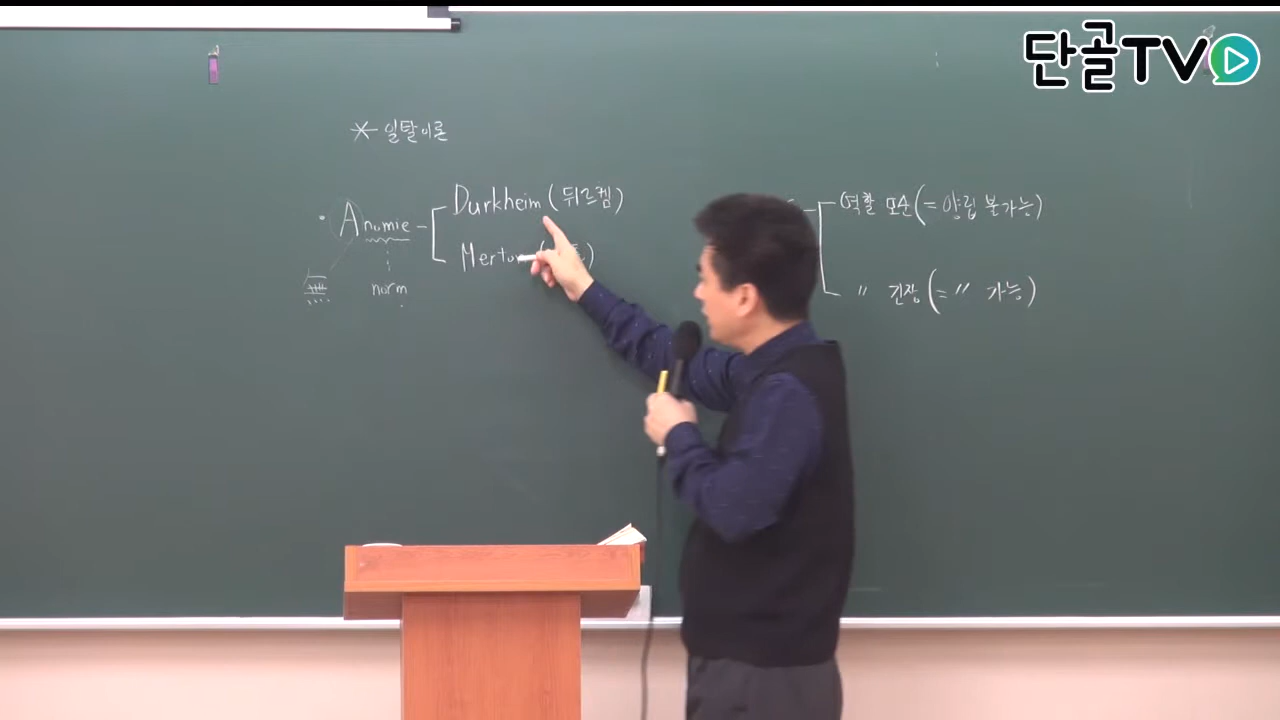 단골TV
* 일탈이론
· Anomie
Durkheim (뒤르켐)
역할 모순 (= 양립 불가능)
norm
〃 긴장 (= 〃 가능)